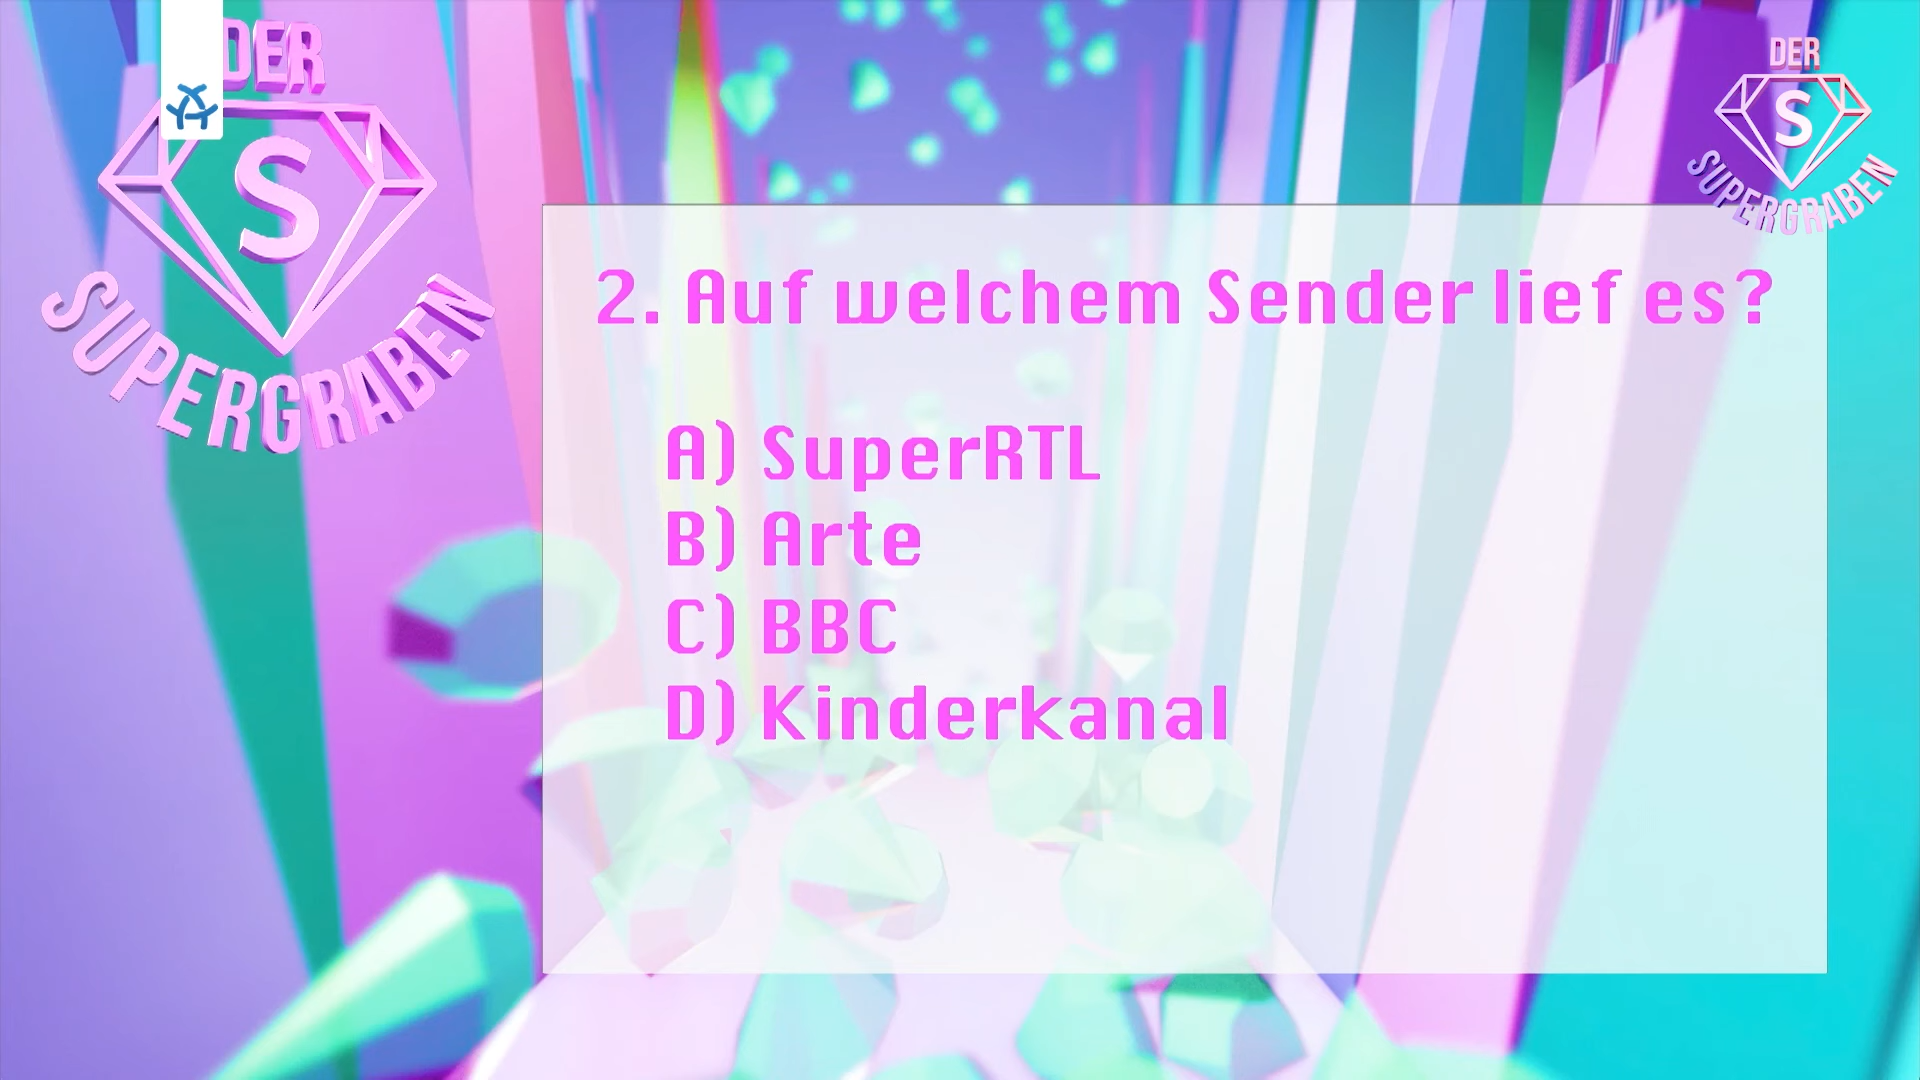 DER
S
SUPERGRABEN
DER
S
SUPERGRABEN
2. Auf welchem Sender lief es?
A) SuperRTL
B) Arte
C) BBC
D) Kinderkanal